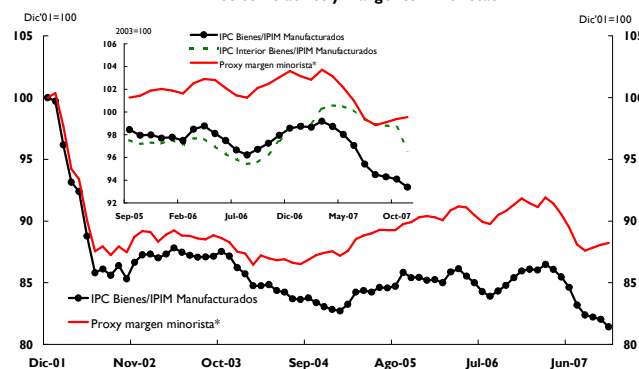 Dic'01=100
Dic'01=100
2003=100
IPC Bienes/IPIM Manufacturados
IPC Interior Bienes/IPIM Manufacturados
Proxy margen minorista*
106
104
102
100
98
96
94
92
Sep-05
Feb-06
Jul-06
Dic-06
May-07
Oct-07
105
100
95
90
85
80
105
100
95
90
85
80
IPC Bienes/IPIM Manufacturados
Proxy margen minorista*
Dic-01
Nov-02
Oct-03
Sep-04
Ago-05
Jul-06
Jun-07